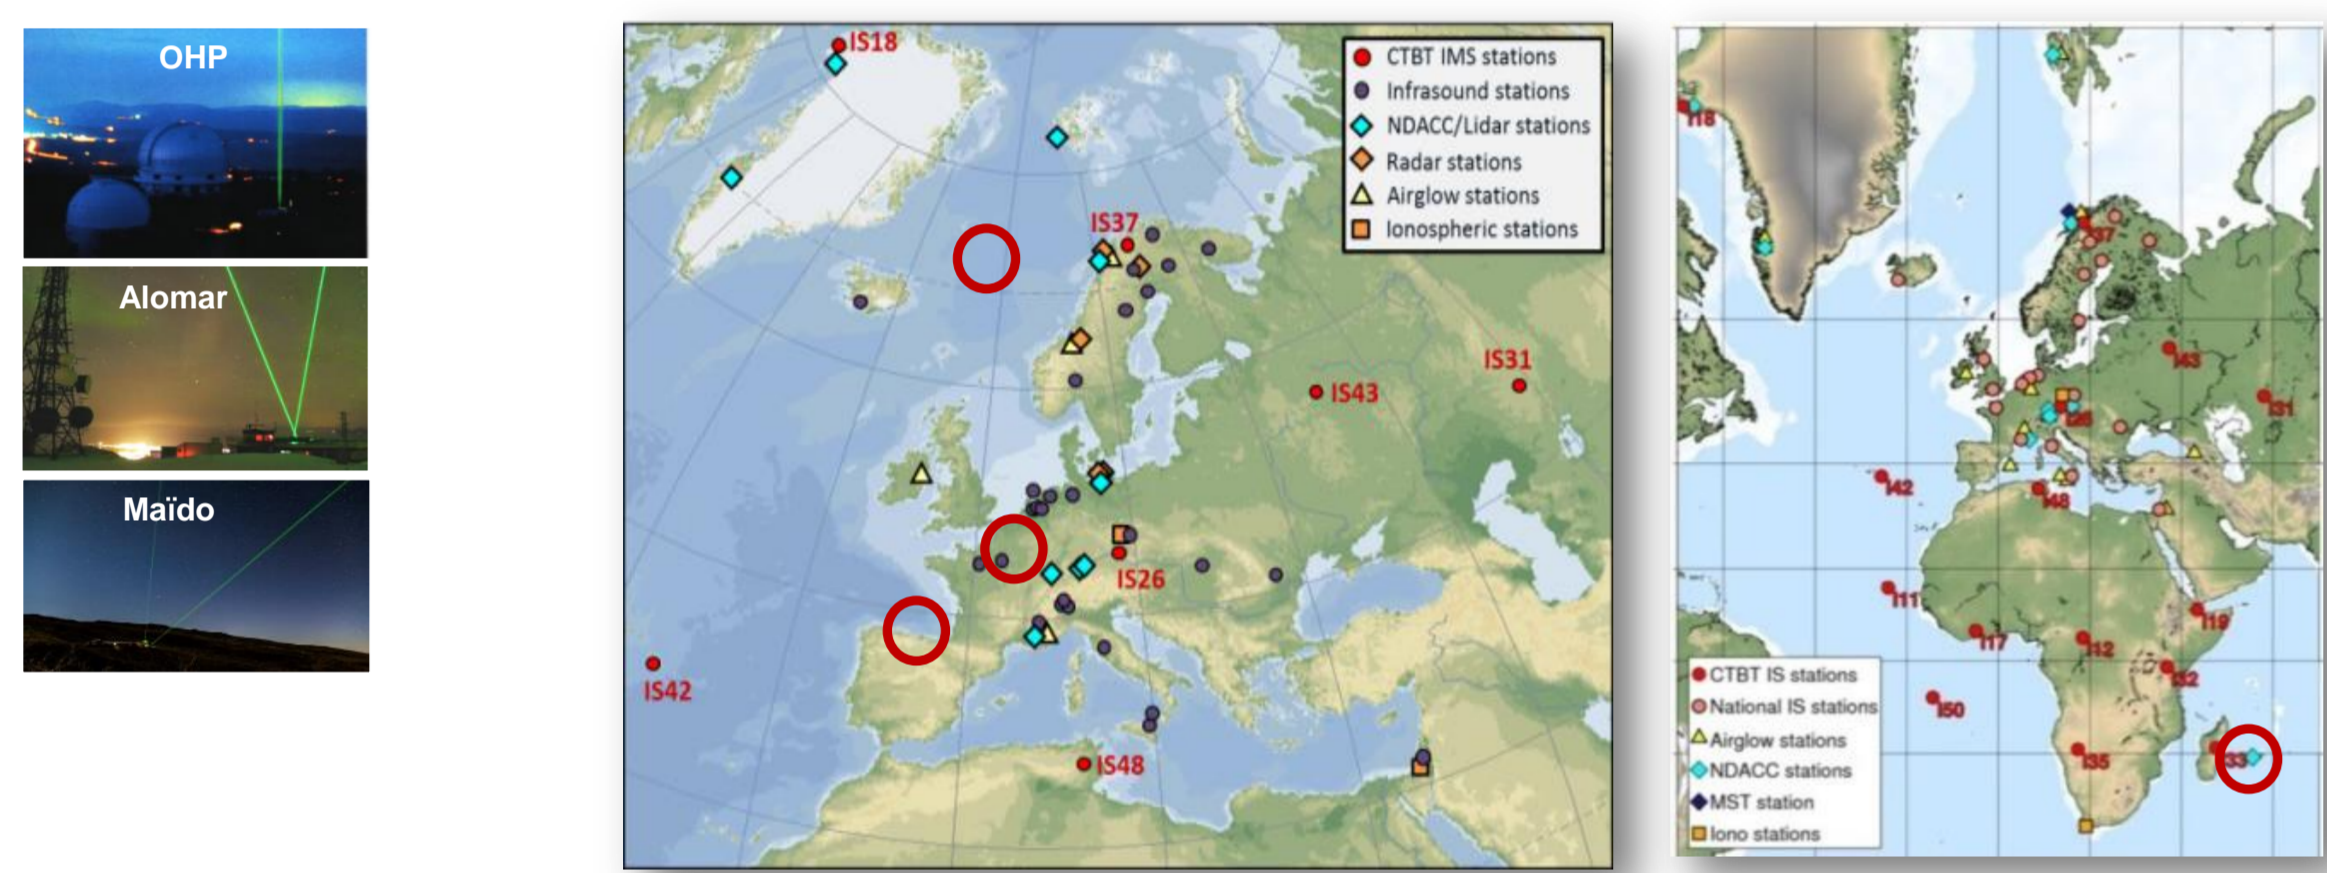 OHP
Alomar
Maïdo
IS18
CTBT IMS stations
Infrasound stations
NDACC/Lidar stations
Radar stations
Airglow stations
Ionospheric stations
IS37
IS31
IS43
IS26
IS42
IS48
I18
I37
I43
I31
I26
I42
I48
I11
I19
I17
I12
I32
I50
I35
I33
CTBT IS stations
National IS stations
Airglow stations
NDACC stations
MST station
Iono stations